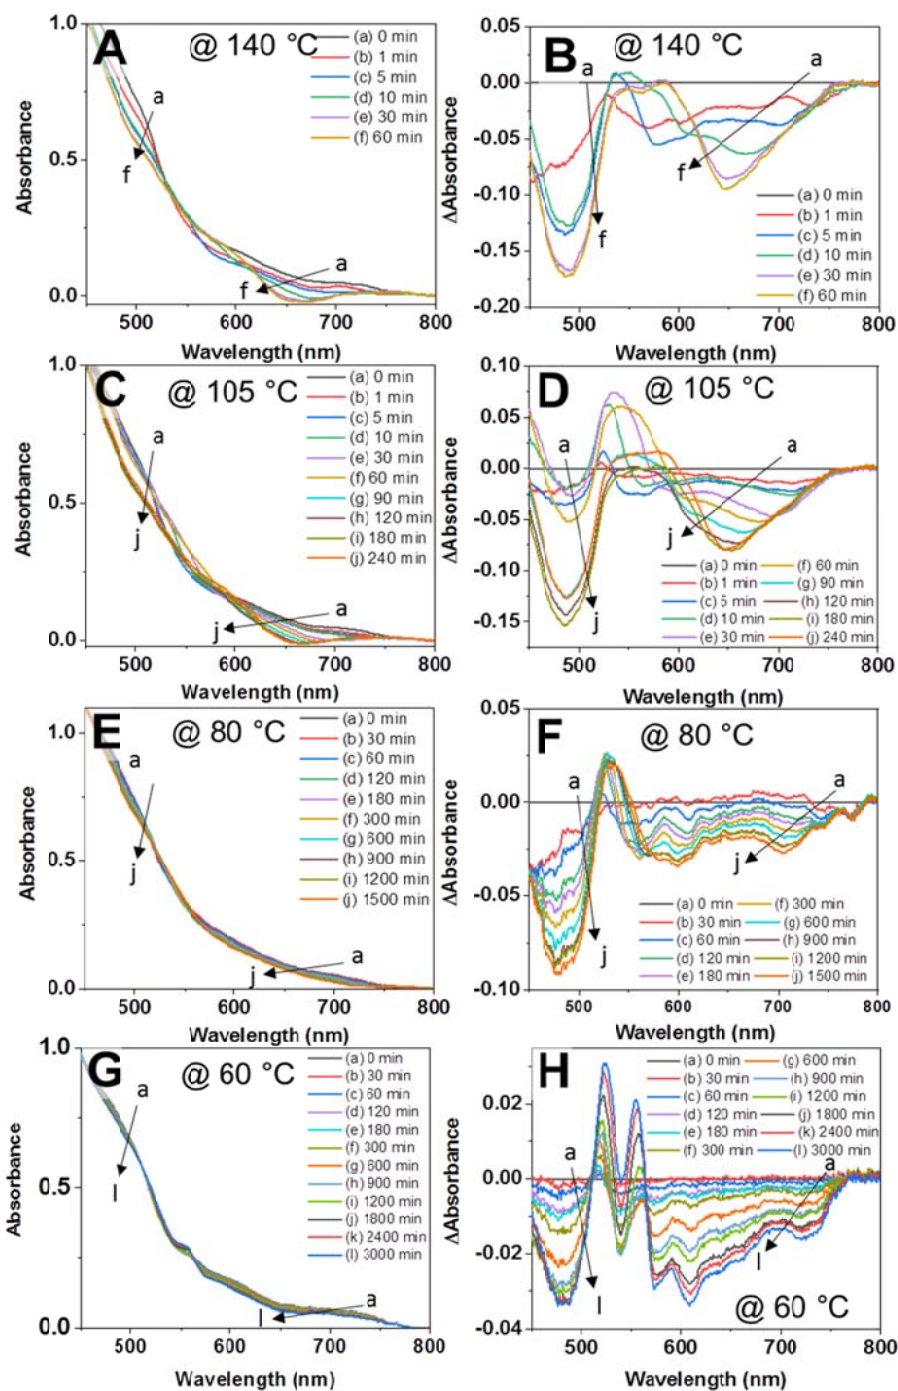 A
@ 140 °C
(a) 0 min
(b) 1 min
(c) 5 min
(d) 10 min
(e) 30 min
(f) 60 min
a
f
a
f
1.0
0.5
0.0
Absorbance
500 600 700 800
Wavelength (nm)
B
@ 140 °C
a
a
f
f
(a) 0 min
(b) 1 min
(c) 5 min
(d) 10 min
(e) 30 min
(f) 60 min
0.05
0.00
-0.05
-0.10
-0.15
-0.20
ΔAbsorbance
500 600 700 800
Wavelength (nm)
C
@ 105 °C
(a) 0 min
(b) 1 min
(c) 5 min
(d) 10 min
(e) 30 min
(f) 60 min
(g) 90 min
(h) 120 min
(i) 180 min
(j) 240 min
a
j
a
j
1.0
0.5
0.0
Absorbance
500 600 700 800
Wavelength (nm)
D
@ 105 °C
a
a
j
j
(a) 0 min (f) 60 min
(b) 1 min (g) 90 min
(c) 5 min (h) 120 min
(d) 10 min (i) 180 min
(e) 30 min (j) 240 min
0.10
0.05
0.00
-0.05
-0.10
-0.15
ΔAbsorbance
500 600 700 800
Wavelength (nm)
E
@ 80 °C
(a) 0 min
(b) 30 min
(c) 60 min
(d) 120 min
(e) 180 min
(f) 300 min
(g) 600 min
(h) 900 min
(i) 1200 min
(j) 1500 min
a
j
a
j
1.0
0.5
0.0
Absorbance
500 600 700 800
Wavelength (nm)
F
@ 80 °C
a
a
j
j
(a) 0 min (f) 300 min
(b) 30 min (g) 600 min
(c) 60 min (h) 900 min
(d) 120 min (i) 1200 min
(e) 180 min (j) 1500 min
0.05
0.00
-0.05
-0.10
ΔAbsorbance
500 600 700 800
Wavelength (nm)
G
@ 60 °C
(a) 0 min
(b) 30 min
(c) 60 min
(d) 120 min
(e) 180 min
(f) 300 min
(g) 600 min
(h) 900 min
(i) 1200 min
(j) 1800 min
(k) 2400 min
(l) 3000 min
a
l
a
l
1.0
0.5
0.0
Absorbance
500 600 700 800
Wavelength (nm)
H
(a) 0 min (g) 600 min
(b) 30 min (h) 900 min
(c) 60 min (i) 1200 min
(d) 120 min (j) 1800 min
(e) 180 min (k) 2400 min
(f) 300 min (l) 3000 min
a
a
l
l
@ 60 °C
0.02
0.00
-0.02
-0.04
ΔAbsorbance
500 600 700 800
Wavelength (nm)